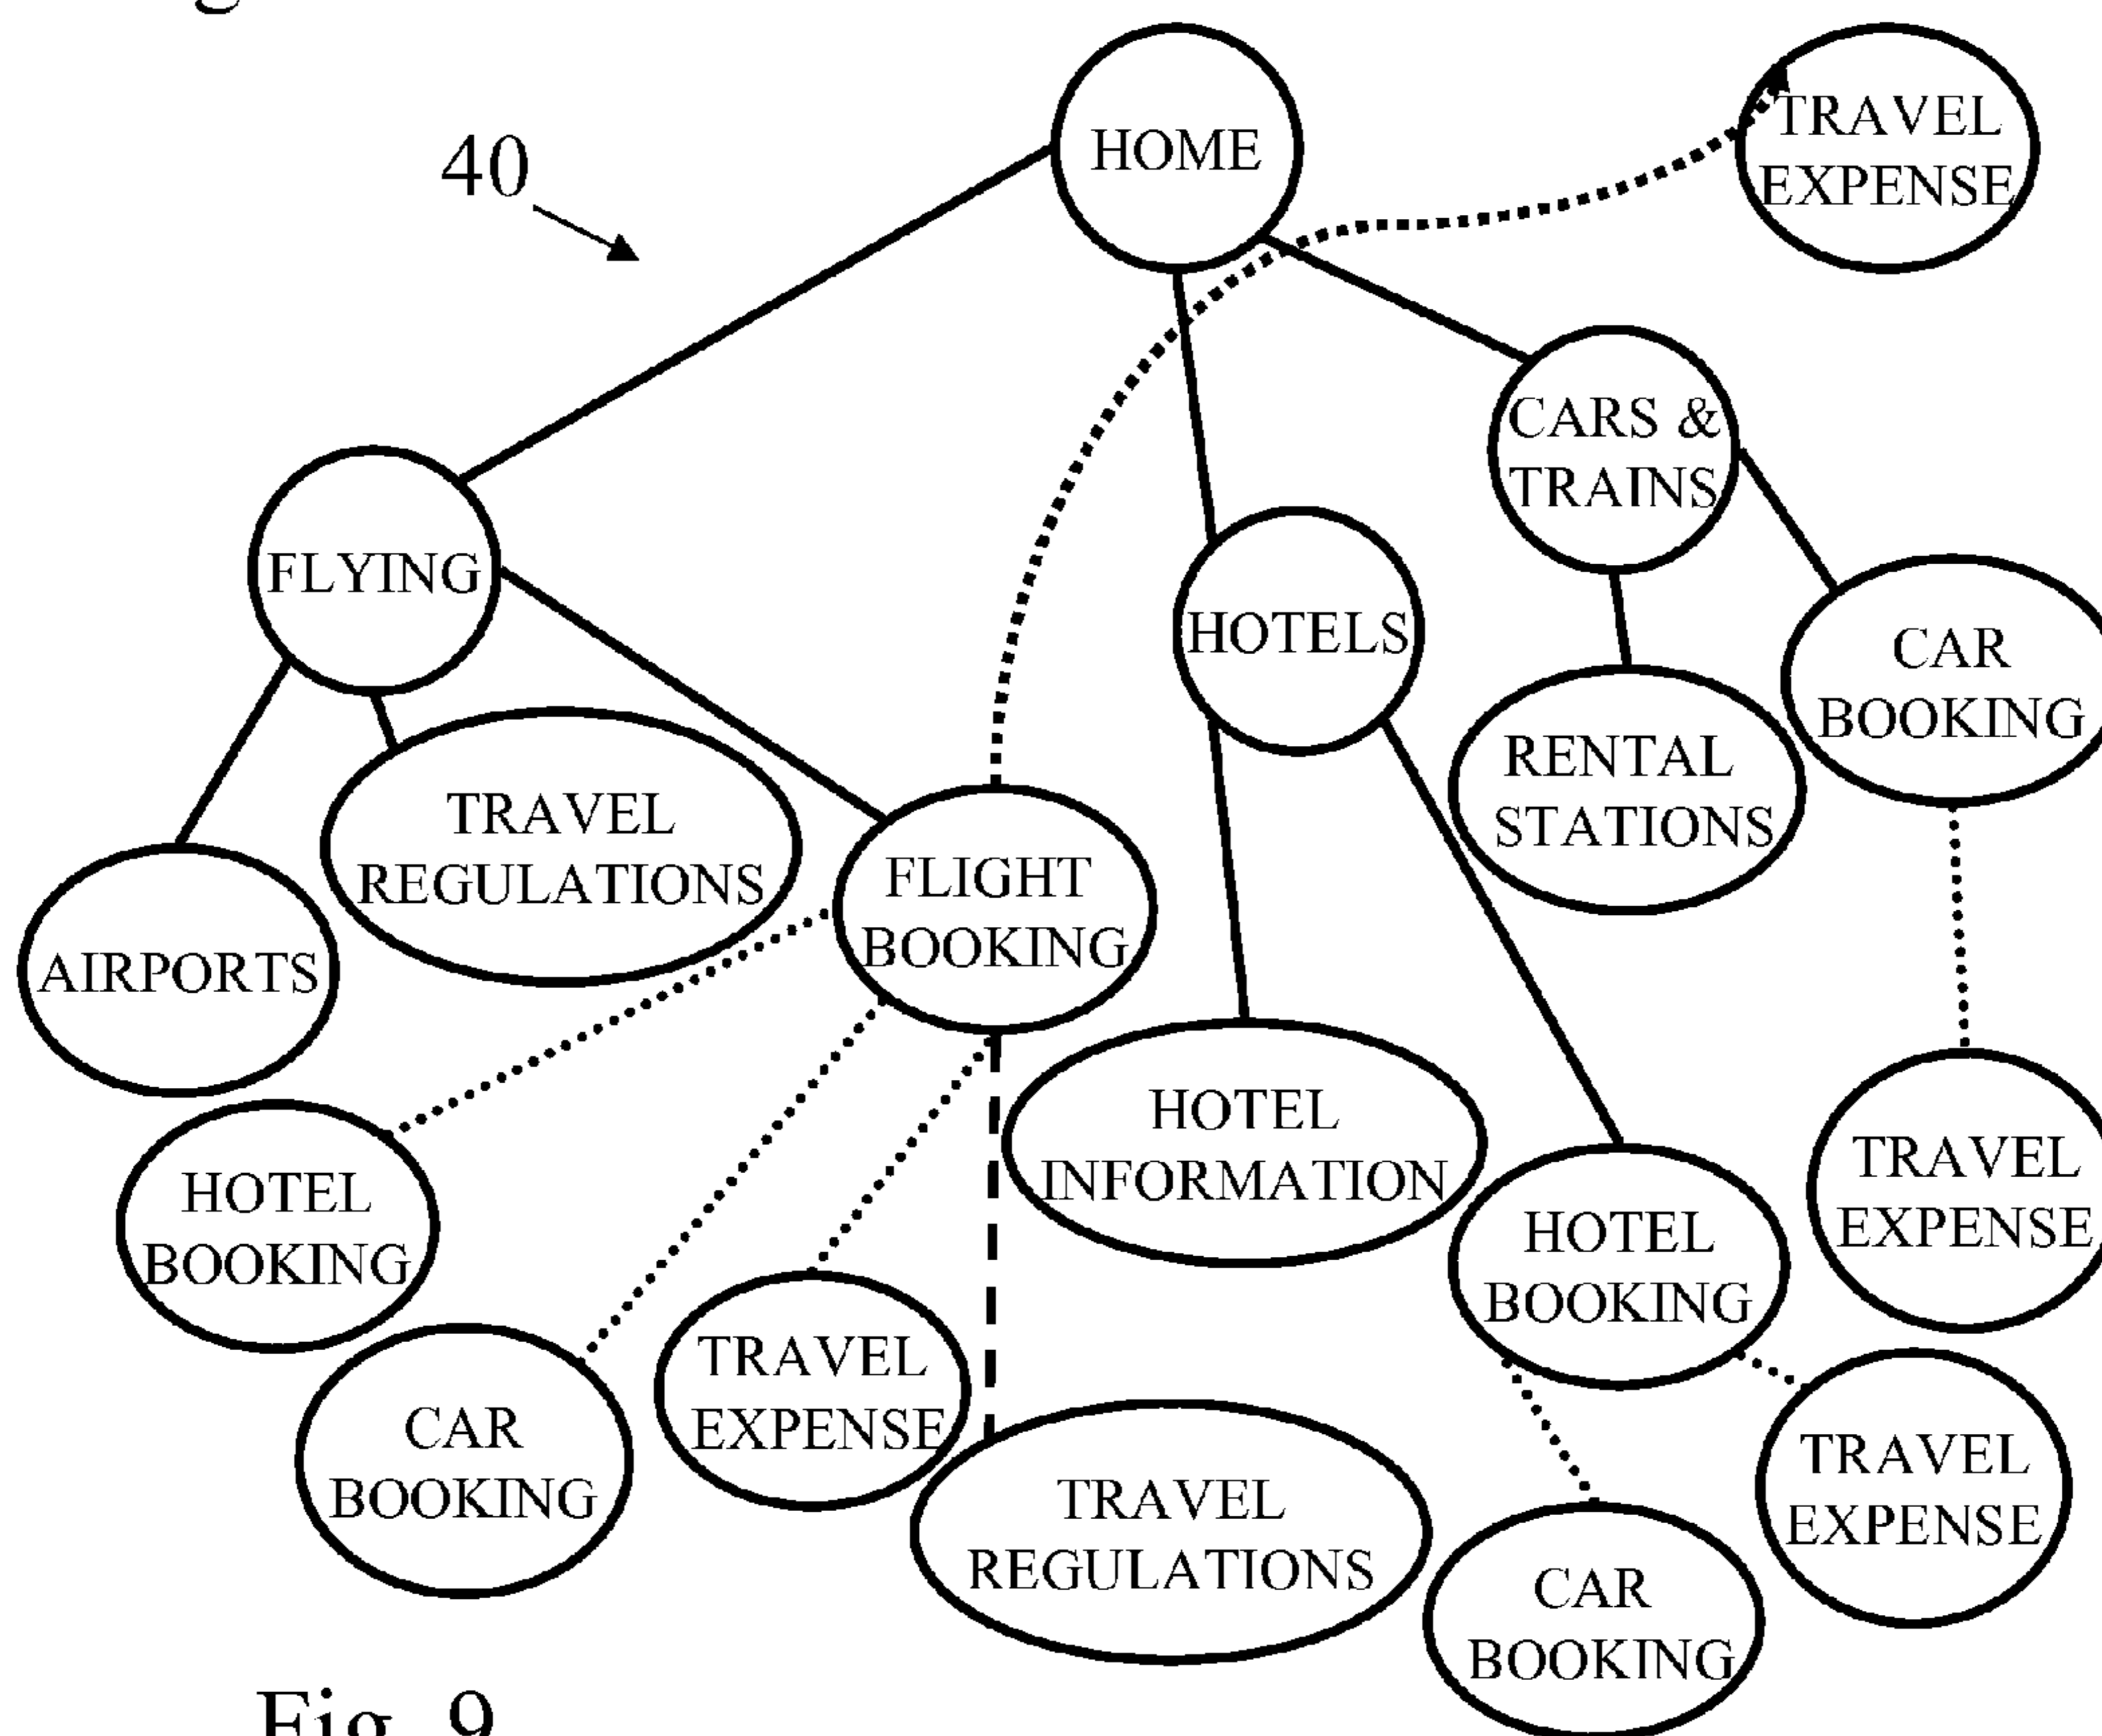 40
HOME
TRAVEL
EXPENSE
CARS &
TRAINS
FLYING
HOTELS
CAR
BOOKING
RENTAL
STATIONS
TRAVEL
REGULATIONS
FLIGHT
BOOKING
AIRPORTS
HOTEL
INFORMATION
TRAVEL
EXPENSE
HOTEL
BOOKING
HOTEL
BOOKING
TRAVEL
EXPENSE
CAR
BOOKING
TRAVEL
EXPENSE
TRAVEL
REGULATIONS
CAR
BOOKING
Fig. 9